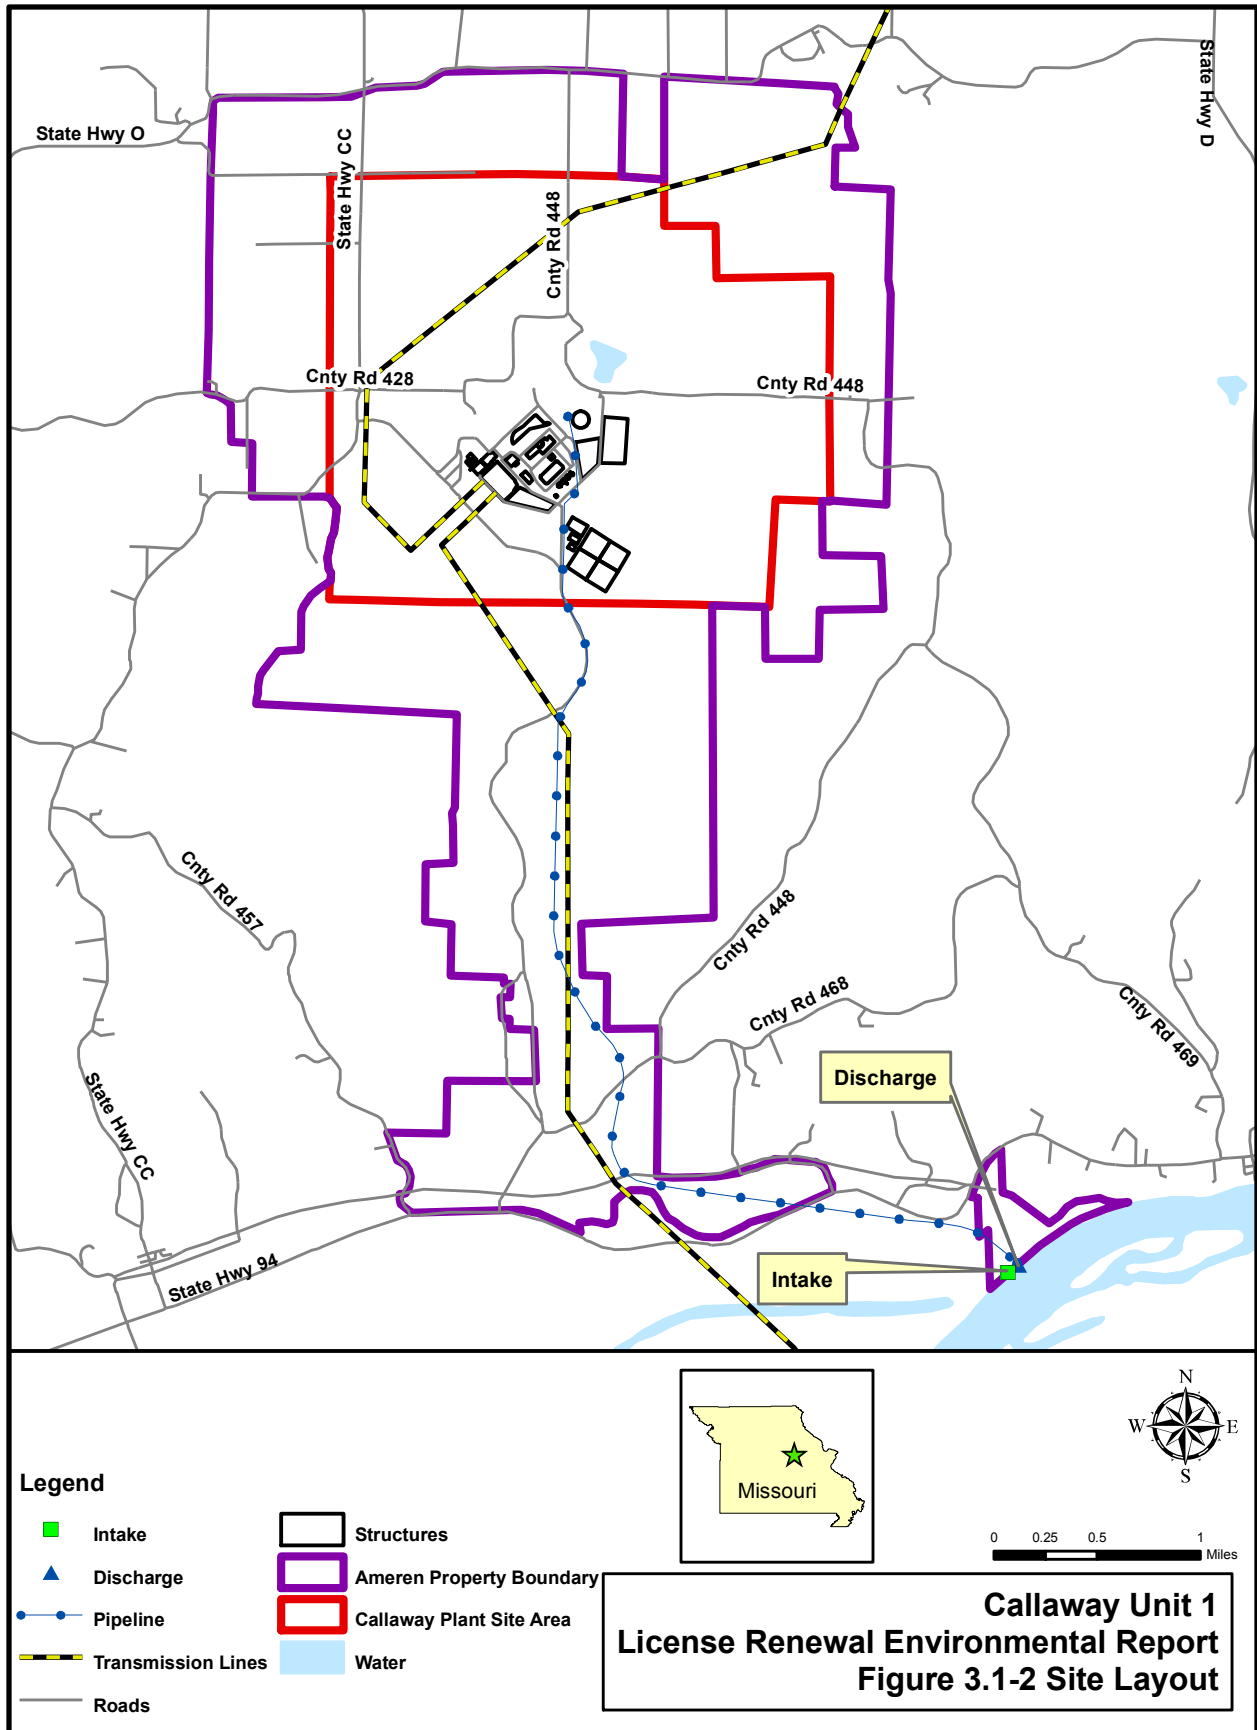 State Hwy O
State Hwy CC
Cnty Rd 448
State Hwy D
Cnty Rd 428
Cnty Rd 448
Cnty Rd 457
Cnty Rd 448
Cnty Rd 468
Cnty Rd 469
State Hwy CC
Discharge
Intake
State Hwy 94
Missouri
N
W
E
S
0 0.25 0.5 1
Miles
Legend
Intake
Discharge
Pipeline
Transmission Lines
Roads
Structures
Ameren Property Boundary
Callaway Plant Site Area
Water
Callaway Unit 1
License Renewal Environmental Report
Figure 3.1-2 Site Layout